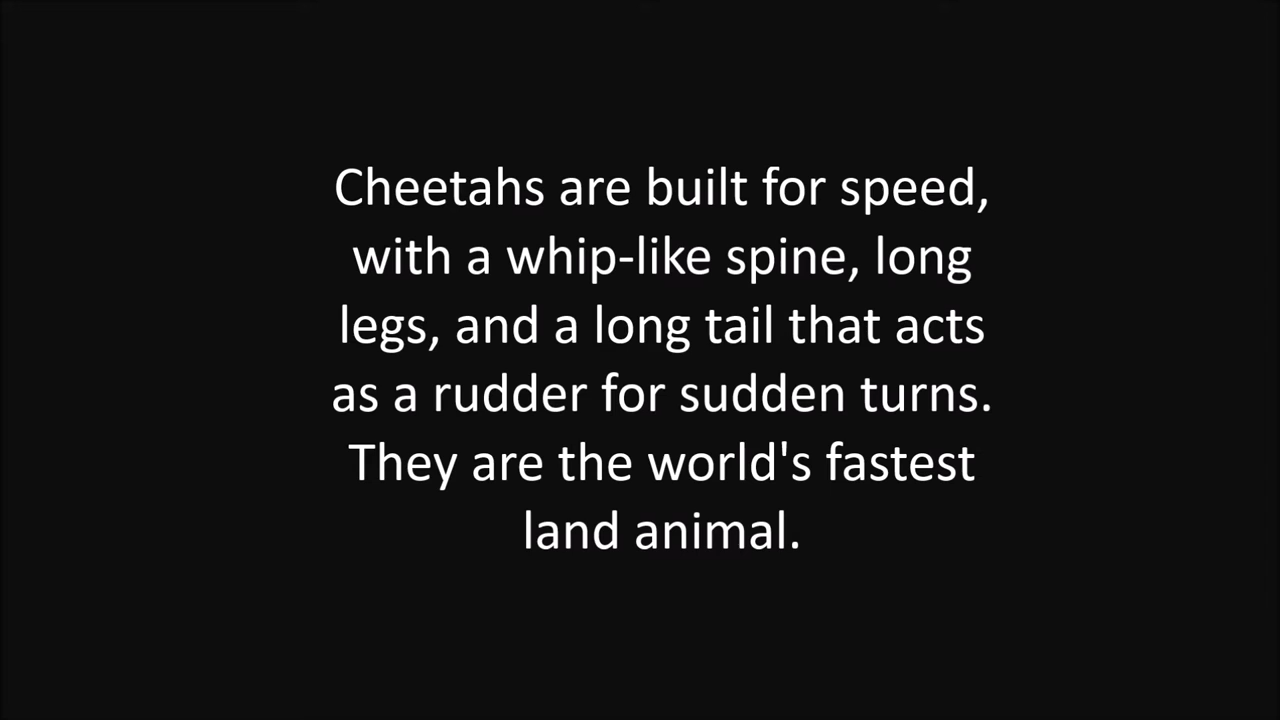 Cheetahs are built for speed,
with a whip-like spine, long
legs, and a long tail that acts
as a rudder for sudden turns.
They are the world's fastest
land animal.